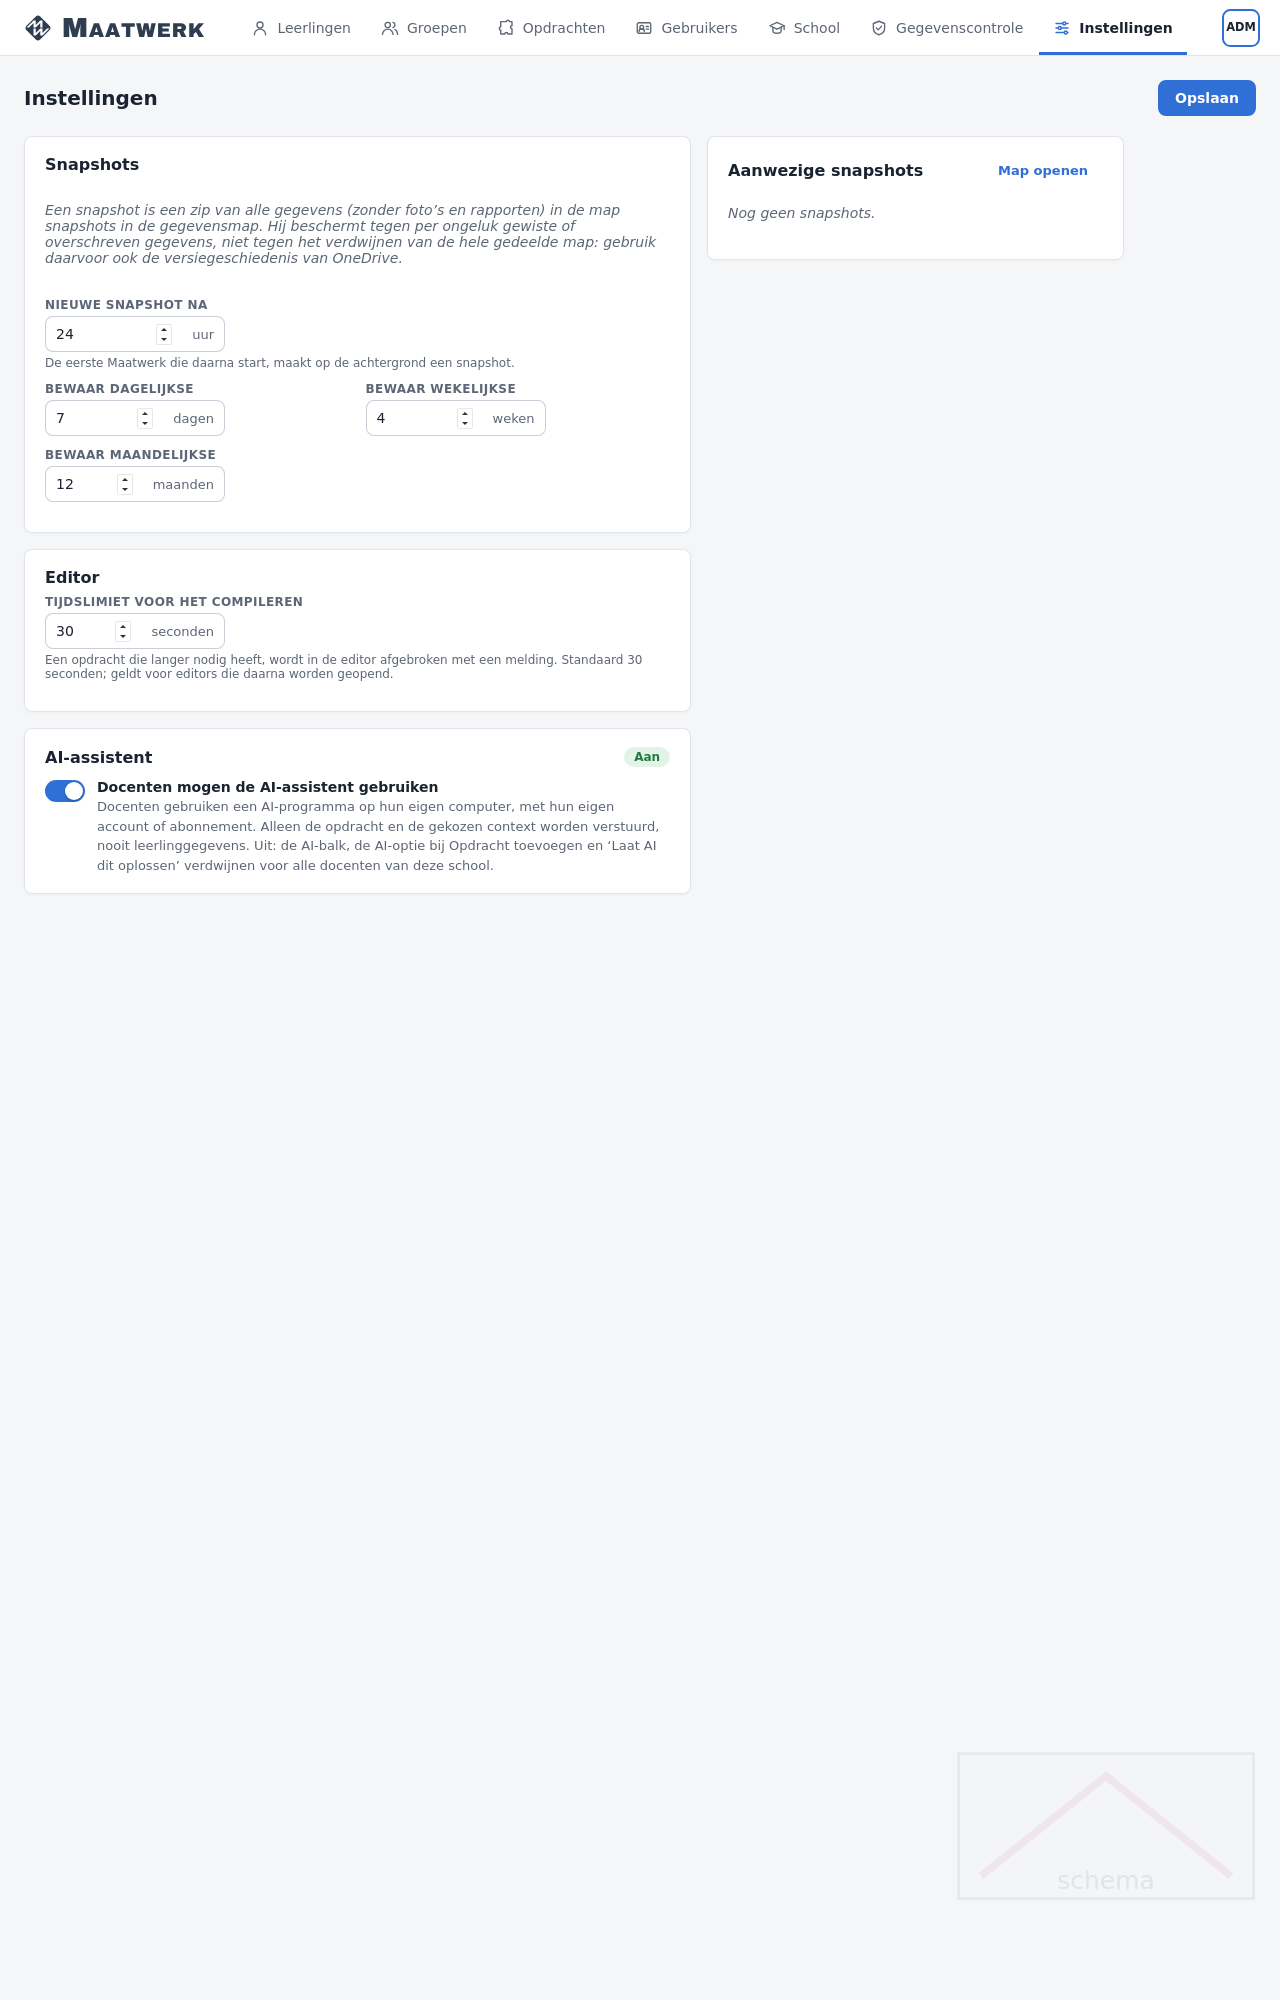 MAATWERK
Leerlingen
Groepen
Opdrachten
Gebruikers
School
Gegevenscontrole
Instellingen
ADM
Instellingen
Opslaan
Snapshots
Een snapshot is een zip van alle gegevens (zonder foto’s en rapporten) in de map
snapshots in de gegevensmap. Hij beschermt tegen per ongeluk gewiste of
overschreven gegevens, niet tegen het verdwijnen van de hele gedeelde map: gebruik
daarvoor ook de versiegeschiedenis van OneDrive.
NIEUWE SNAPSHOT NA
24 uur
De eerste Maatwerk die daarna start, maakt op de achtergrond een snapshot.
BEWAAR DAGELIJKSE
7 dagen
BEWAAR WEKELIJKSE
4 weken
BEWAAR MAANDELIJKSE
12 maanden
Aanwezige snapshots
Map openen
Nog geen snapshots.
Editor
TIJDSLIMIET VOOR HET COMPILEREN
30 seconden
Een opdracht die langer nodig heeft, wordt in de editor afgebroken met een melding. Standaard 30
seconden; geldt voor editors die daarna worden geopend.
AI-assistent
Aan
Docenten mogen de AI-assistent gebruiken
Docenten gebruiken een AI-programma op hun eigen computer, met hun eigen
account of abonnement. Alleen de opdracht en de gekozen context worden verstuurd,
nooit leerlinggegevens. Uit: de AI-balk, de AI-optie bij Opdracht toevoegen en ‘Laat AI
dit oplossen’ verdwijnen voor alle docenten van deze school.
schema